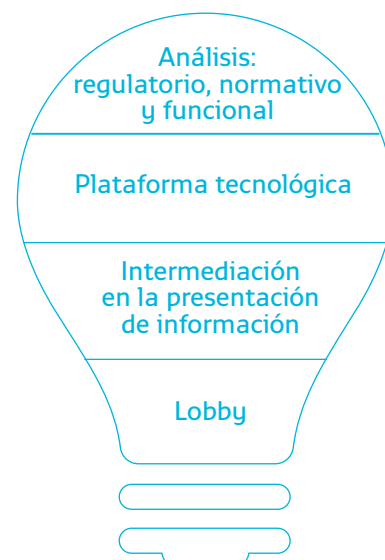 Análisis:
regulatorio, normativo
y funcional
Plataforma tecnológica
Intermediación
en la presentación
de información
Lobby